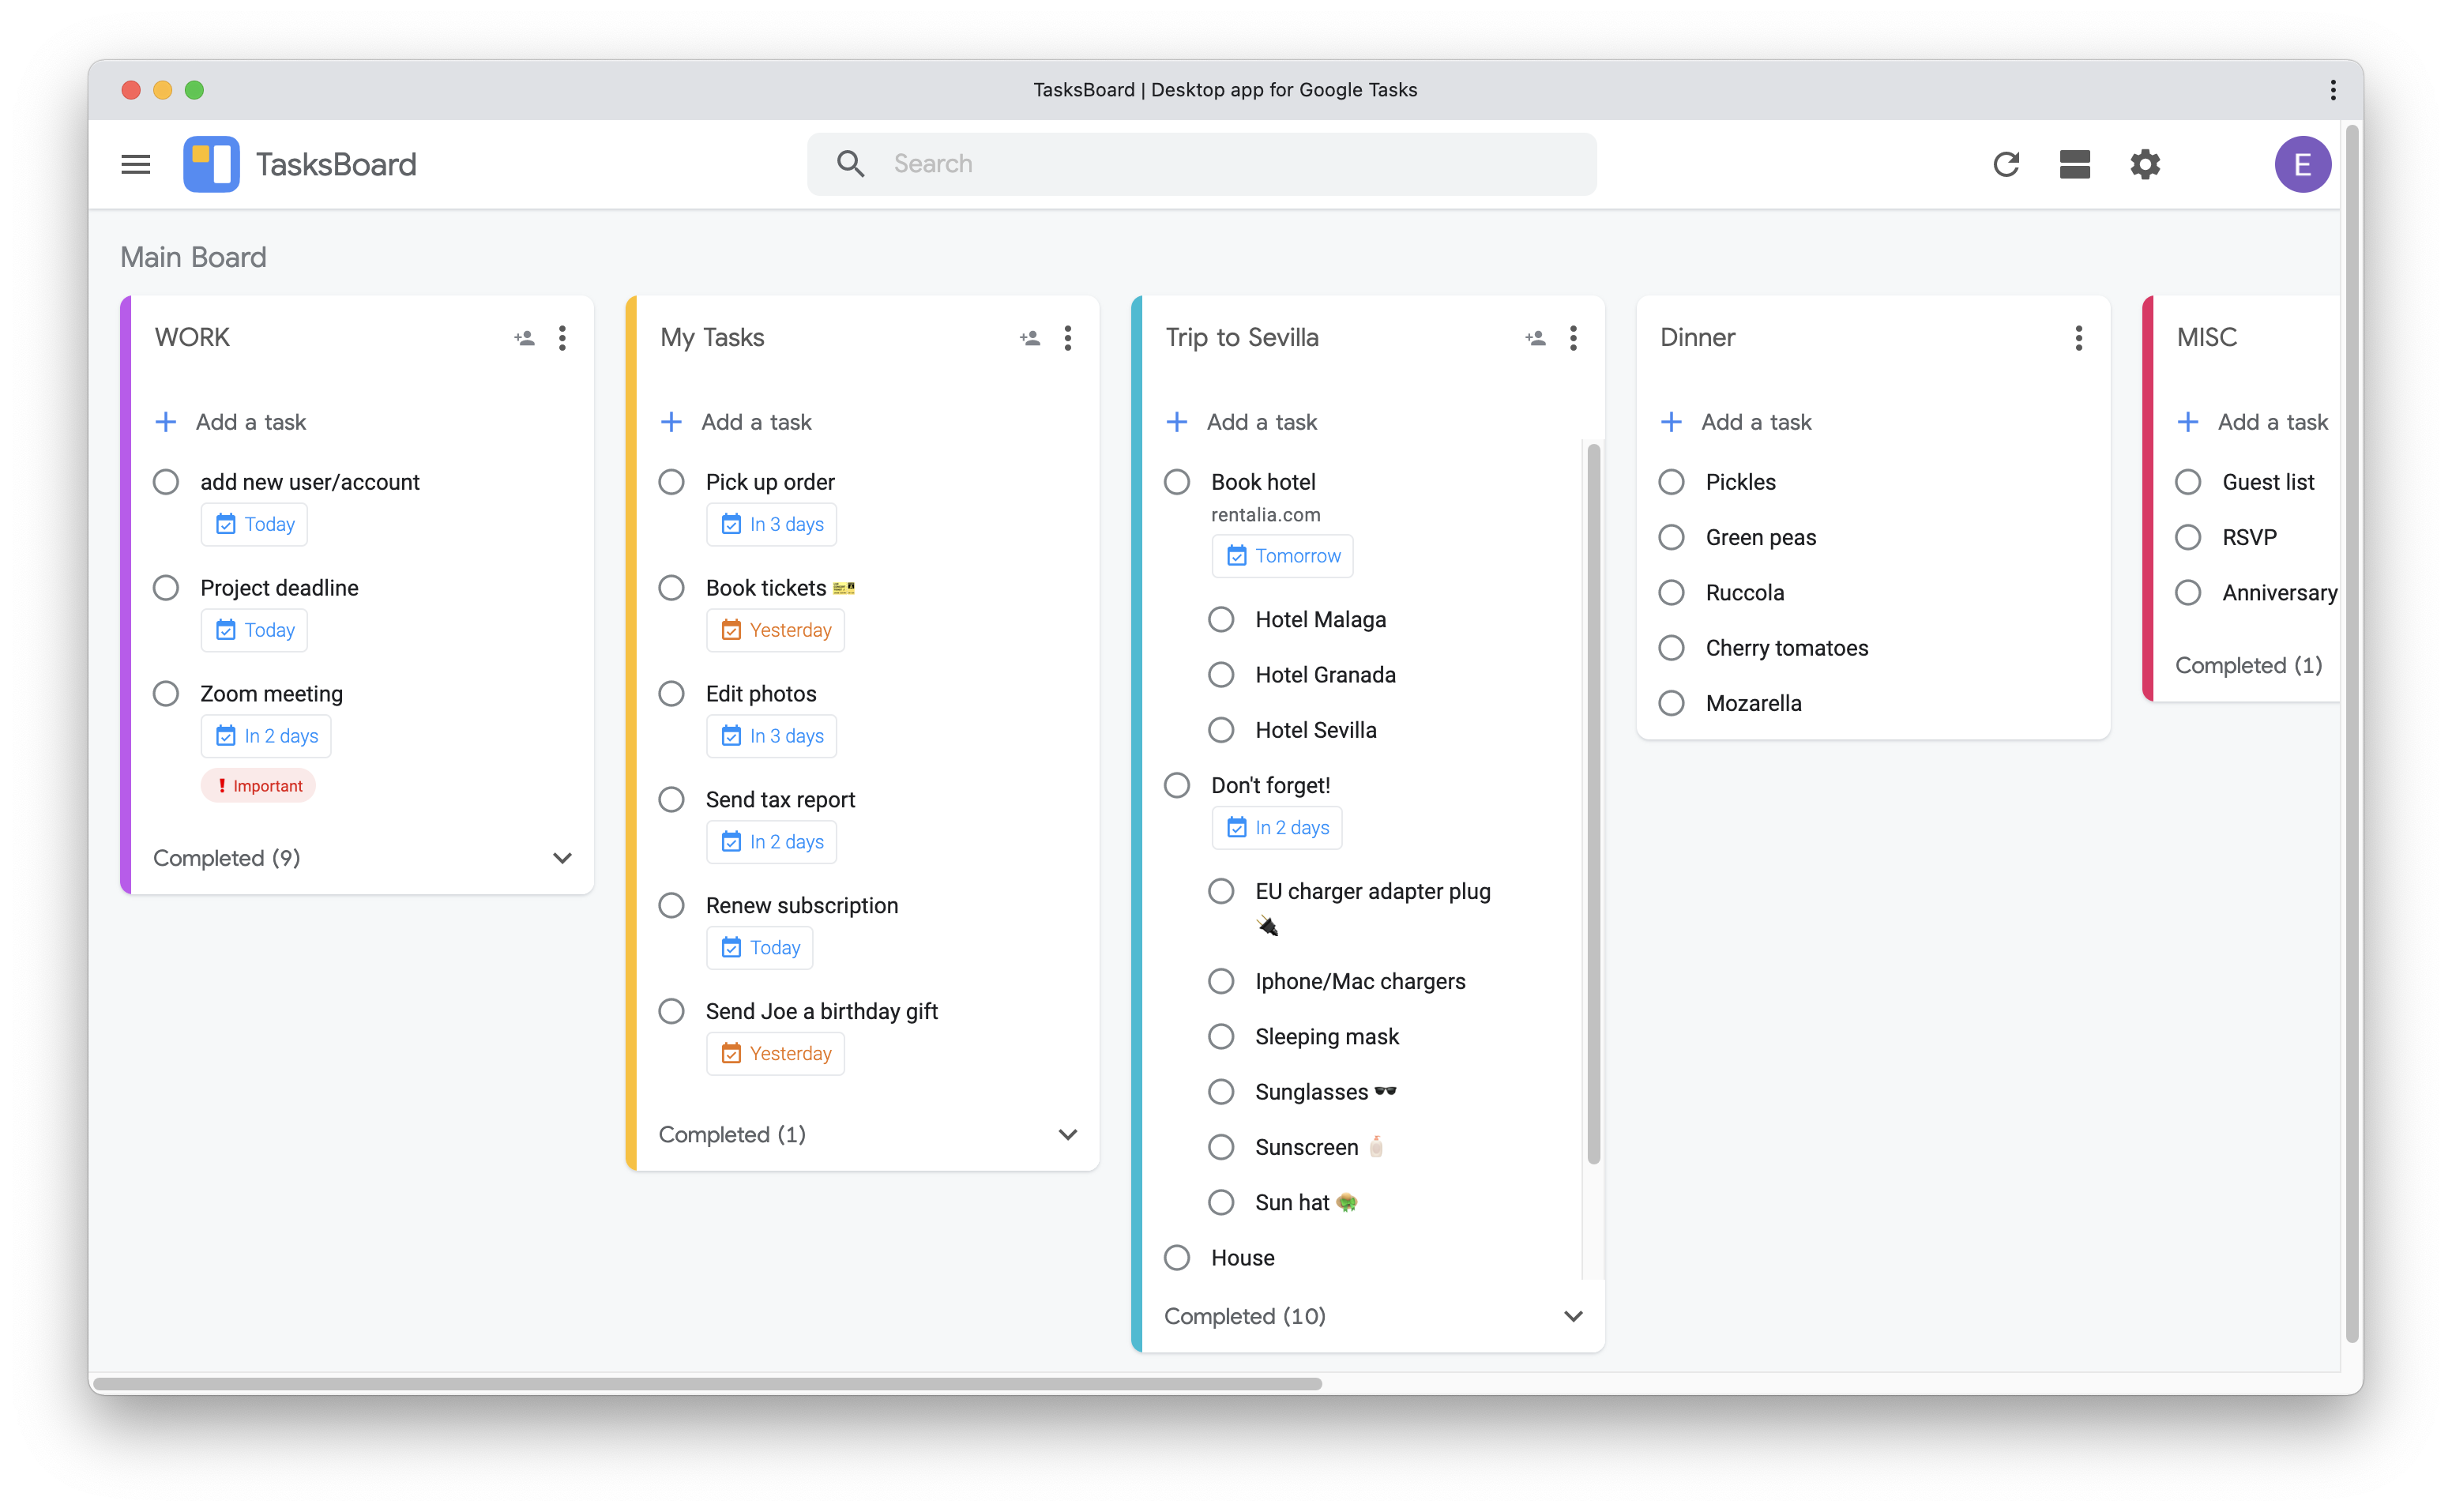 TasksBoard | Desktop app for Google Tasks
TasksBoard
Search
E
Main Board
WORK
Add a task
add new user/account
Today
Project deadline
Today
Zoom meeting
In 2 days
! Important
Completed (9)
My Tasks
Add a task
Pick up order
In 3 days
Book tickets 🎫
Yesterday
Edit photos
In 3 days
Send tax report
In 2 days
Renew subscription
Today
Send Joe a birthday gift
Yesterday
Completed (1)
Trip to Sevilla
Add a task
Book hotel
rentalia.com
Tomorrow
Hotel Malaga
Hotel Granada
Hotel Sevilla
Don't forget!
In 2 days
EU charger adapter plug
🔌
Iphone/Mac chargers
Sleeping mask
Sunglasses 🕶️
Sunscreen 🧴
Sun hat 👒
House
Completed (10)
Dinner
Add a task
Pickles
Green peas
Ruccola
Cherry tomatoes
Mozarella
MISC
Add a task
Guest list
RSVP
Anniversary
Completed (1)